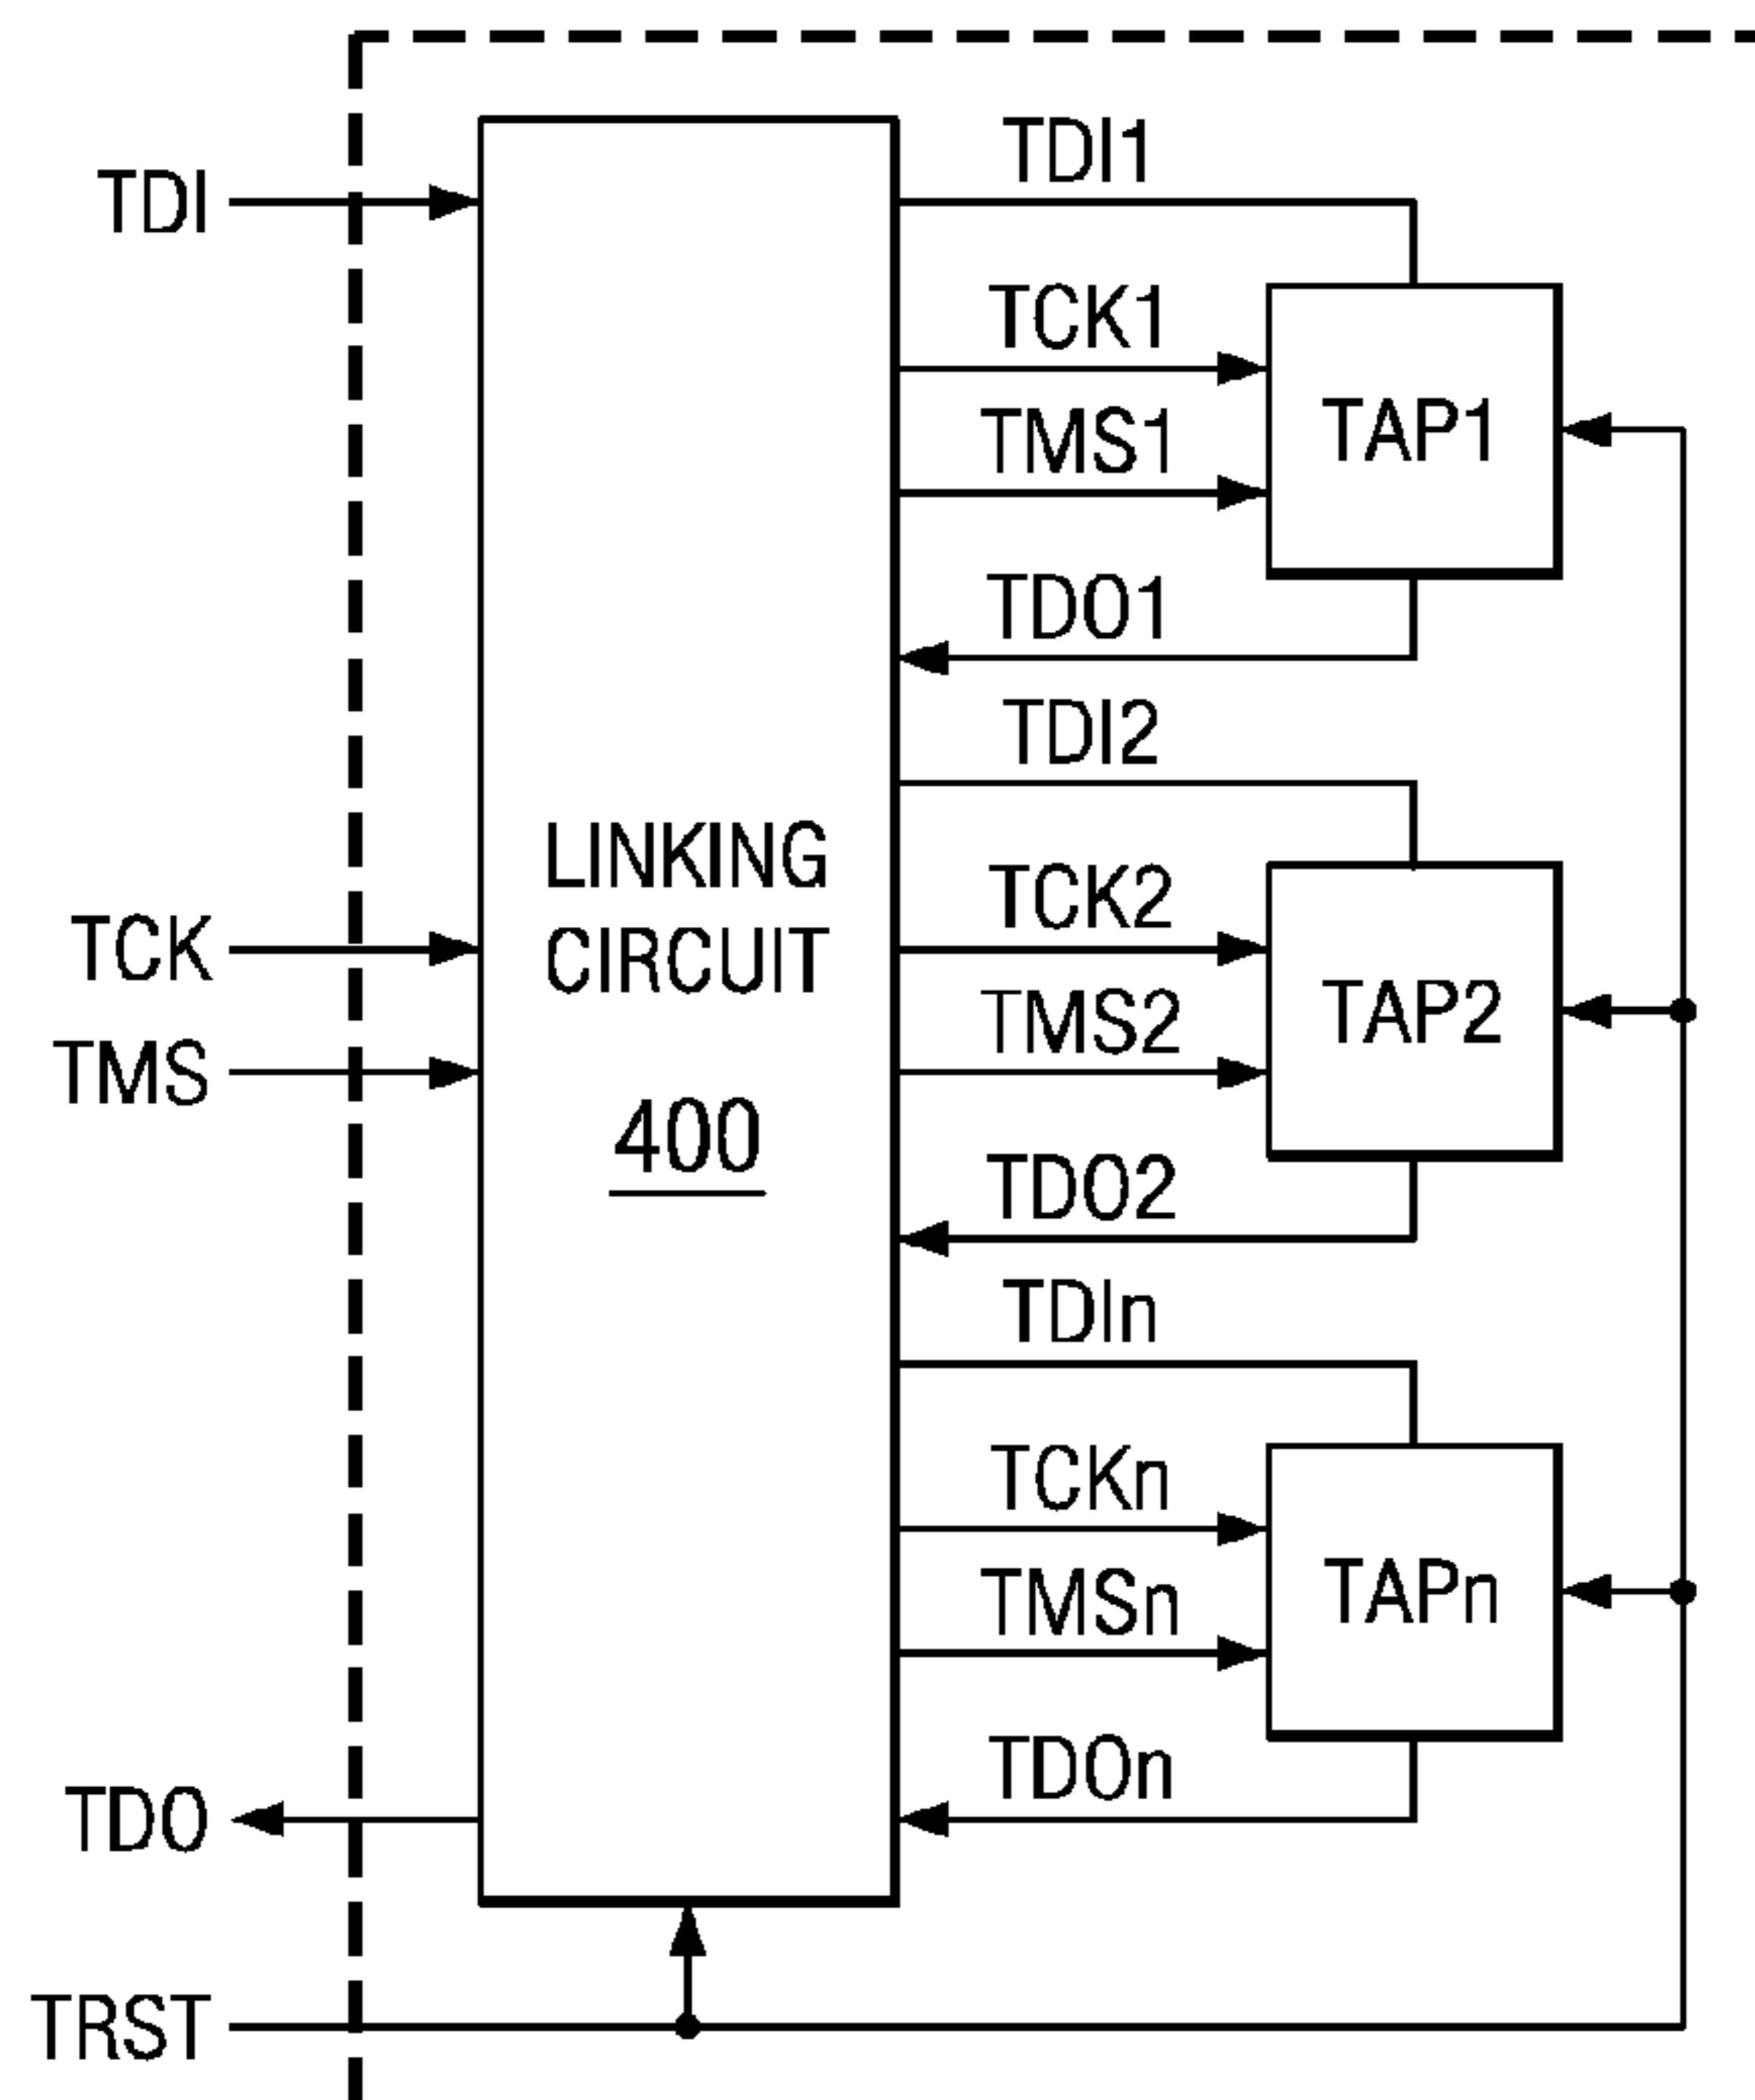 TDI1
TDI
TCK1
TAP1
TMS1
TDO1
TDI2
LINKING
CIRCUIT
400
TCK2
TCK
TAP2
TMS2
TMS
TDO2
TDIn
TCKn
TAPn
TMSn
TDOn
TDO
TRST